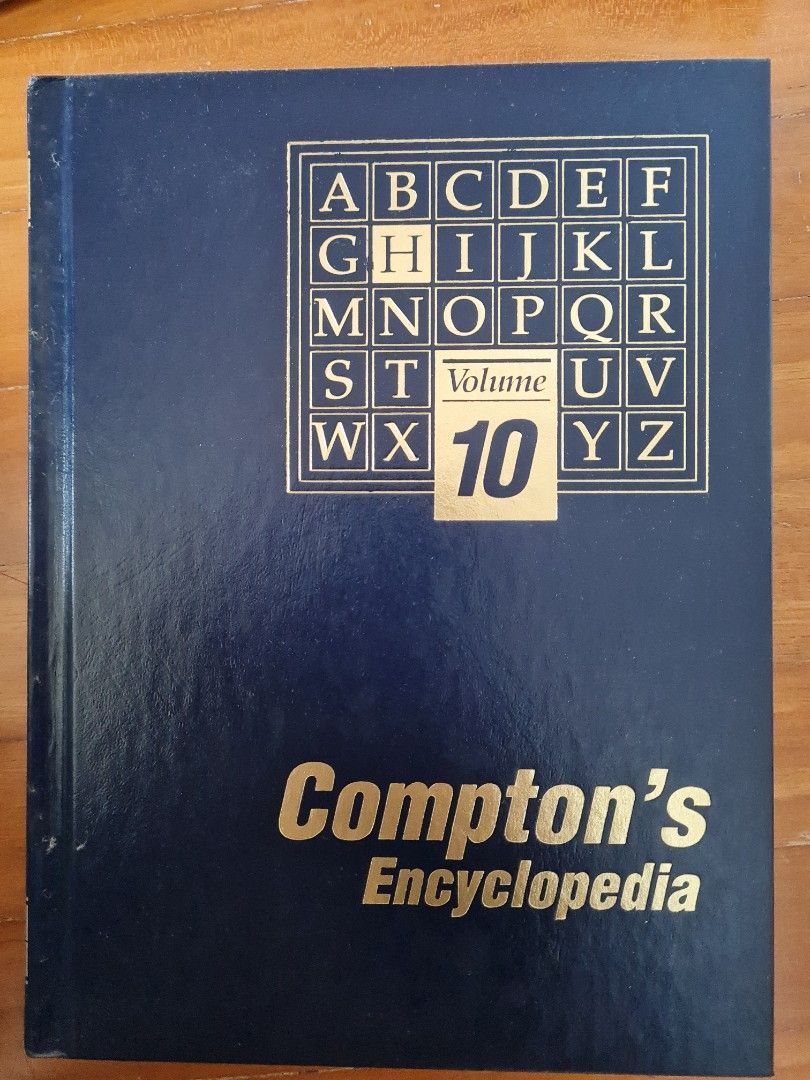 A B C D E F
G H I J K L
M N O P Q R
S T Volume U V
W X 10 Y Z
Compton's
Encyclopedia